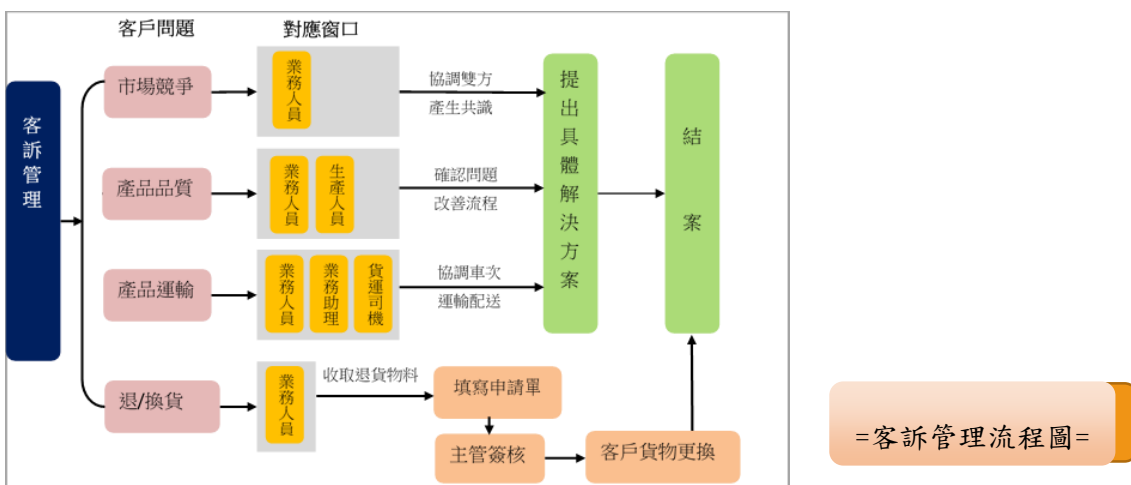 客戶問題
對應窗口
客訴管理
市場競爭
業務人員
協調雙方
產生共識
產品品質
業務人員
生產人員
確認問題
改善流程
產品運輸
業務人員
業務助理
貨運司機
協調車次
運輸配送
提出具體解決方案
結案
退/換貨
業務人員
收取退貨物料
填寫申請單
主管簽核
客戶貨物更換
=客訴管理流程圖=